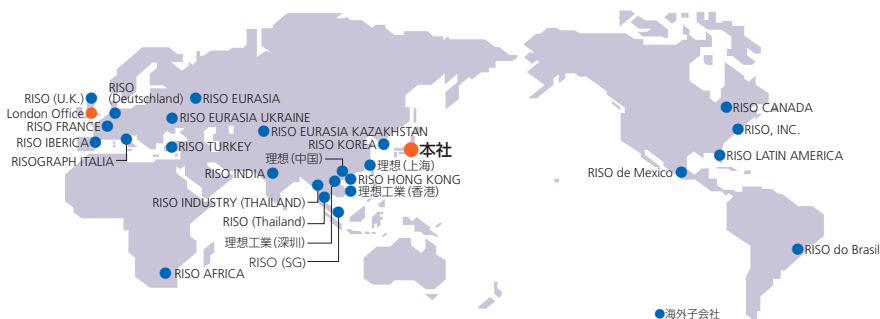 RISO (U.K.)
London Office
RISO FRANCE
RISO IBERICA
RISOGRAPH ITALIA
RISO
(Deutschland)
RISO EURASIA
RISO EURASIA UKRAINE
RISO TURKEY
RISO EURASIA KAZAKHSTAN
RISO KOREA
本社
理想(中国)
理想(上海)
RISO INDIA
RISO HONG KONG
理想工業(香港)
RISO INDUSTRY (THAILAND)
RISO (Thailand)
理想工業(深圳)
RISO (SG)
RISO AFRICA
RISO CANADA
RISO, INC.
RISO LATIN AMERICA
RISO de Mexico
RISO do Brasil
海外子会社